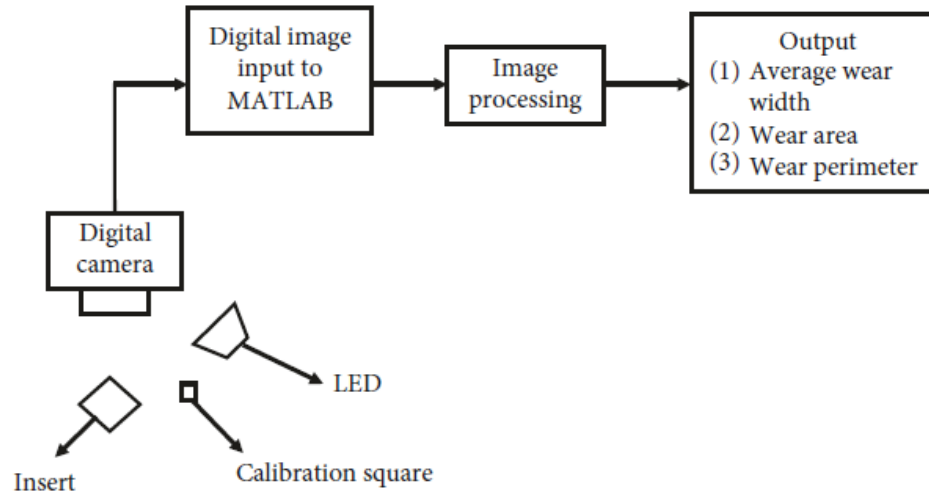 Digital image
input to
MATLAB
Image
processing
Output
(1) Average wear
width
(2) Wear area
(3) Wear perimeter
Digital
camera
LED
Calibration square
Insert